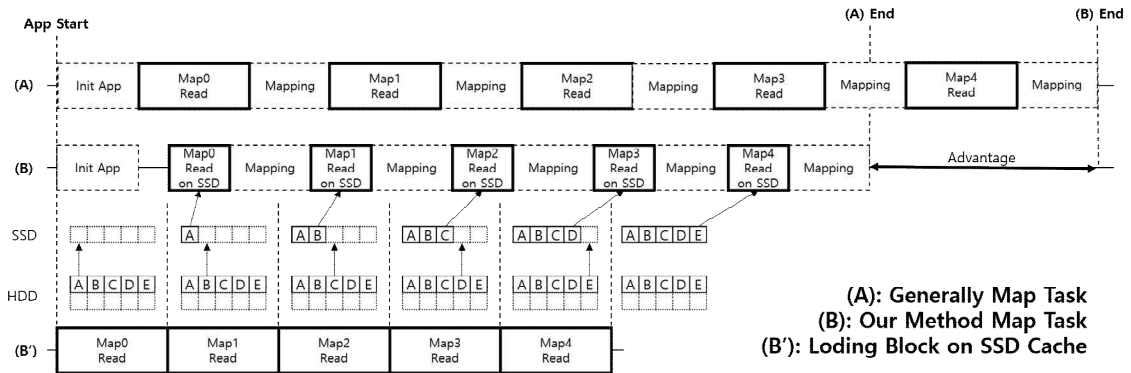 App Start
(A) End
(B) End
(A)
Init App
Map0
Read
Mapping
Map1
Read
Mapping
Map2
Read
Mapping
Map3
Read
Mapping
Map4
Read
Mapping
(B)
Init App
Map0
Read
on SSD
Mapping
Map1
Read
on SSD
Mapping
Map2
Read
on SSD
Mapping
Map3
Read
on SSD
Mapping
Map4
Read
on SSD
Mapping
Advantage
SSD
A
A B
A B C
A B C D
A B C D E
HDD
A B C D E
A B C D E
A B C D E
A B C D E
A B C D E
A B C D E
(B')
Map0
Read
Map1
Read
Map2
Read
Map3
Read
Map4
Read
(A): Generally Map Task
(B): Our Method Map Task
(B'): Loding Block on SSD Cache